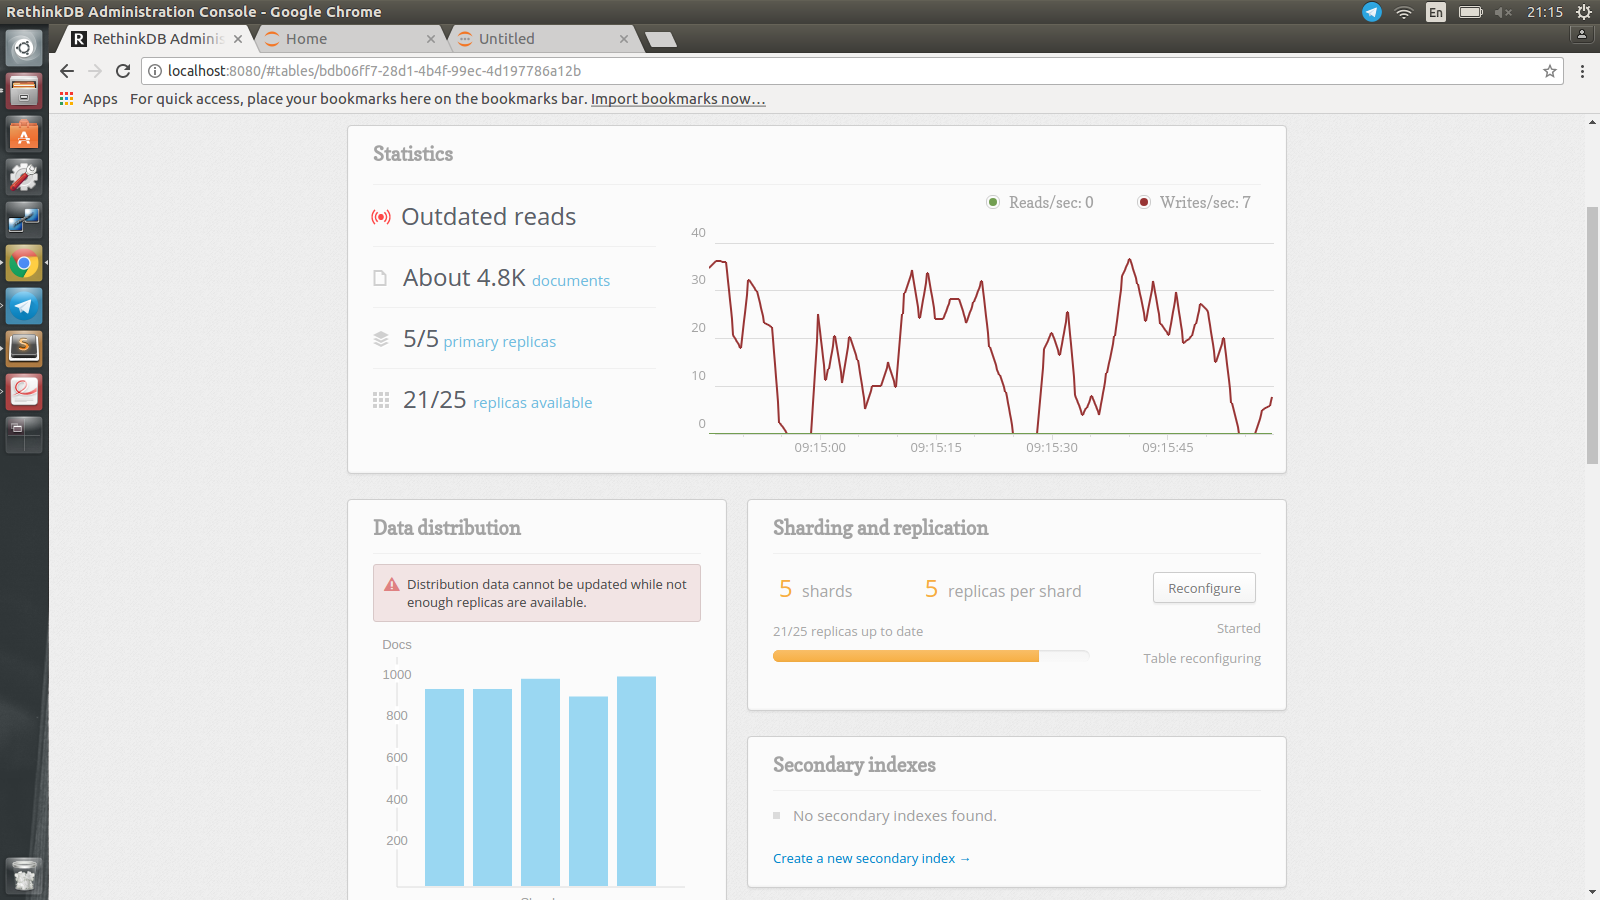 RethinkDB Administration Console - Google Chrome
En
21:15
RethinkDB Adminis
Home
Untitled
localhost:8080/#tables/bdb06ff7-28d1-4b4f-99ec-4d197786a12b
Apps For quick access, place your bookmarks here on the bookmarks bar. Import bookmarks now...
Statistics
Reads/sec: 0
Writes/sec: 7
Outdated reads
About 4.8K documents
5/5 primary replicas
21/25 replicas available
40
30
20
10
0
09:15:00
09:15:15
09:15:30
09:15:45
Data distribution
Distribution data cannot be updated while not
enough replicas are available.
Docs
1000
800
600
400
200
Sharding and replication
5 shards
5 replicas per shard
Reconfigure
21/25 replicas up to date
Started
Table reconfiguring
Secondary indexes
No secondary indexes found.
Create a new secondary index →